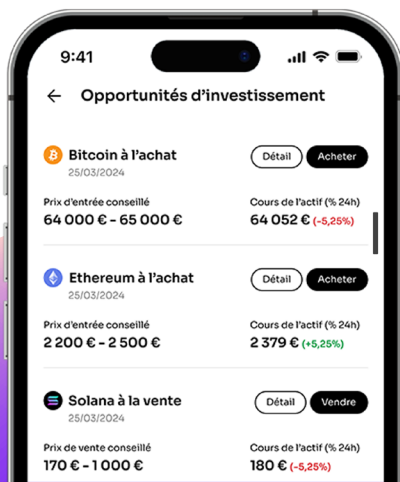 9:41
Opportunités d'investissement
Bitcoin à l'achat
25/03/2024
Détail
Acheter
Prix d'entrée conseillé
64 000 € - 65 000 €
Cours de l'actif (% 24h)
64 052 € (-5,25%)
Ethereum à l'achat
25/03/2024
Détail
Acheter
Prix d'entrée conseillé
2 200 € - 2 500 €
Cours de l'actif (% 24h)
2 379 € (+5,25%)
Solana à la vente
25/03/2024
Détail
Vendre
Prix de vente conseillé
170 € - 1 000 €
Cours de l'actif (% 24h)
180 € (-5,25%)